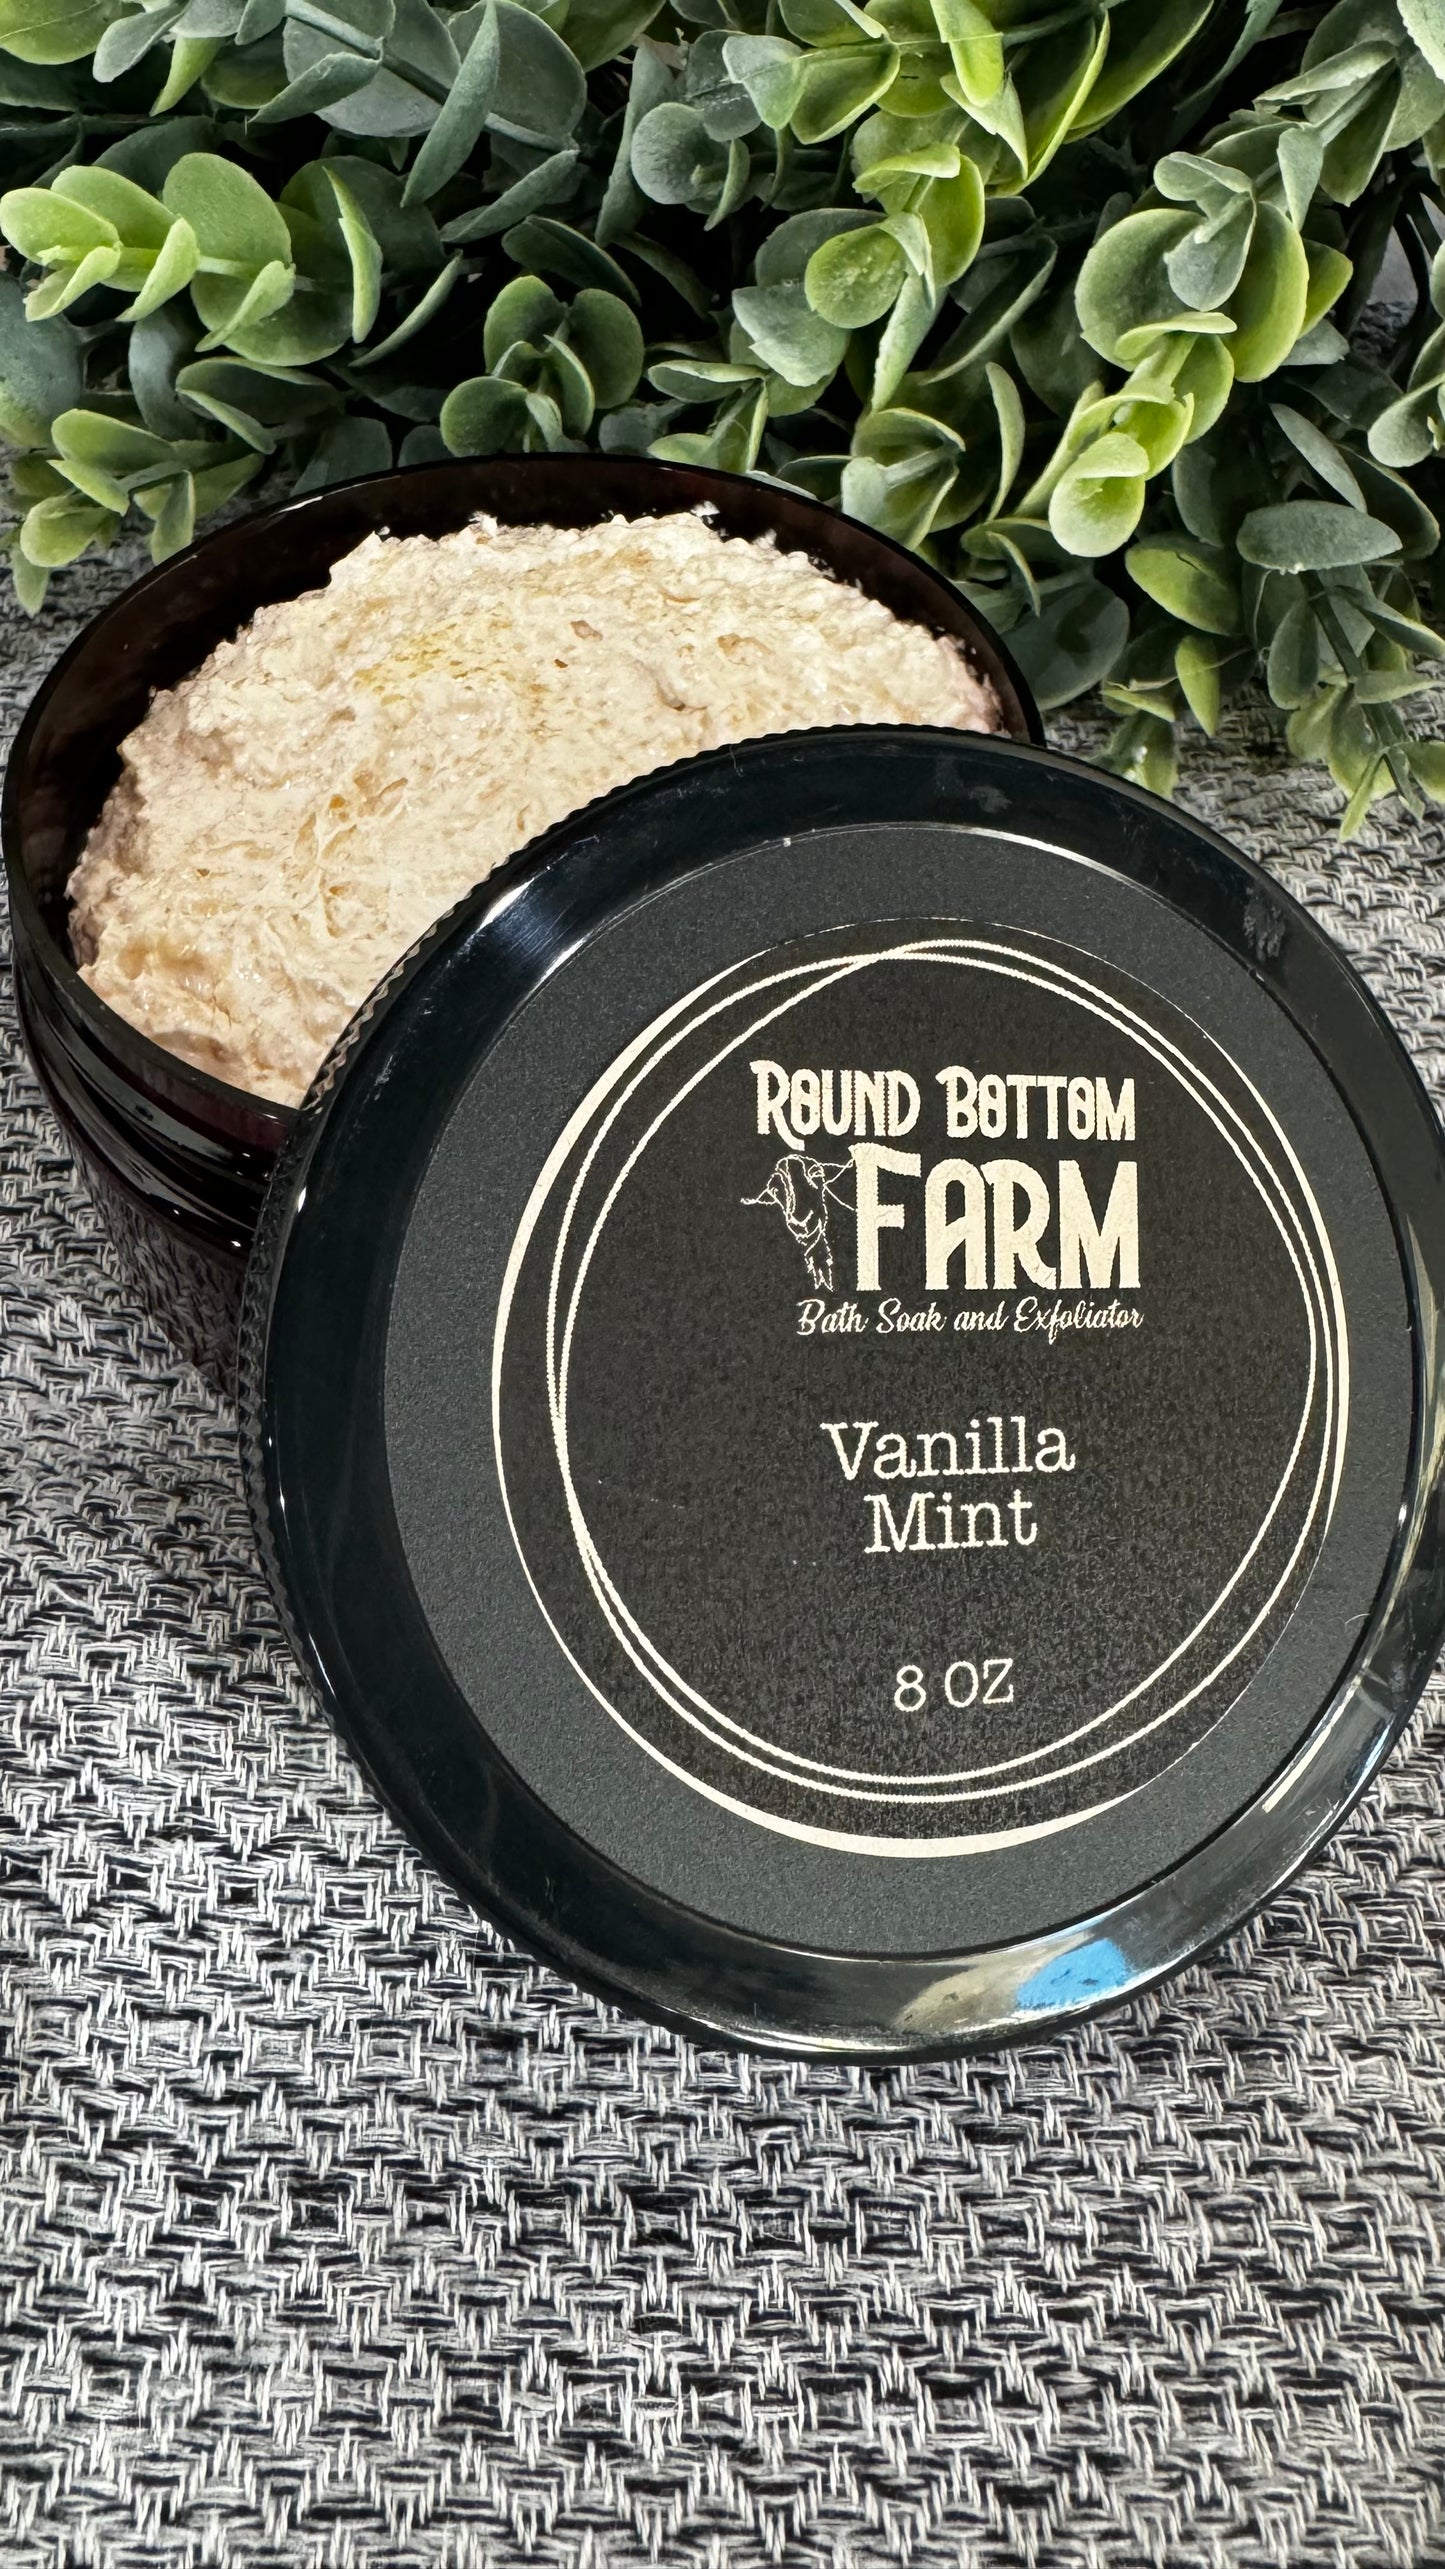 Round Bottom
Farm
Bath Soak and Exfoliator
Vanilla
Mint
8 OZ